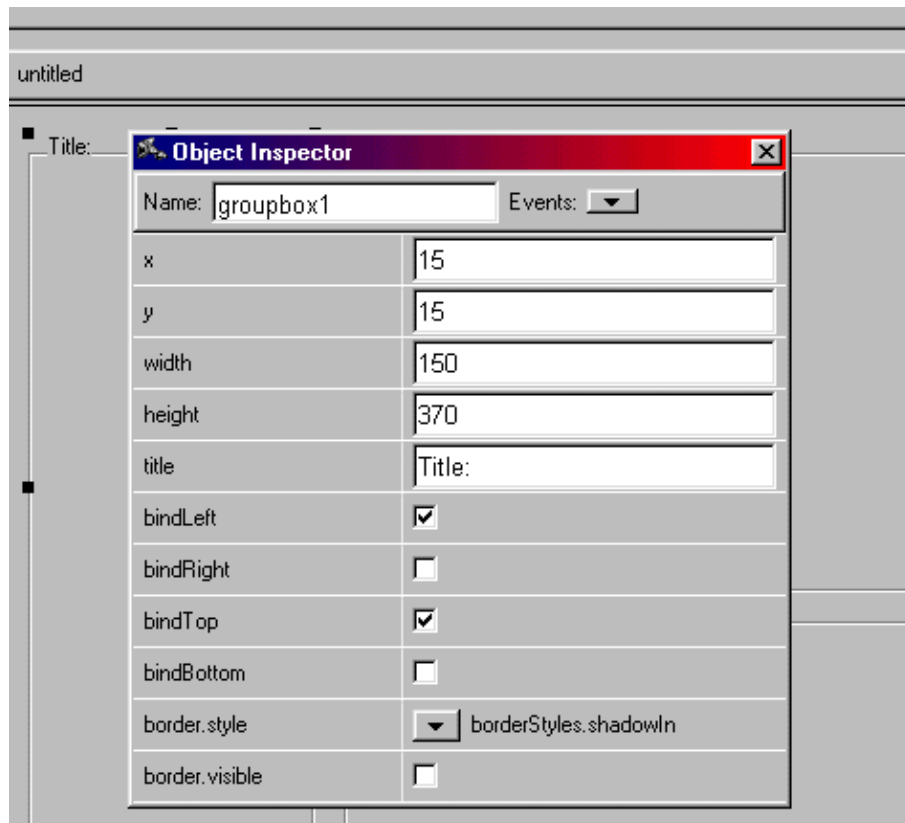 untitled
Title:
Object Inspector
Name: groupbox1 Events:
x 15
y 15
width 150
height 370
title Title:
bindLeft
bindRight
bindTop
bindBottom
border.style borderStyles.shadowIn
border.visible